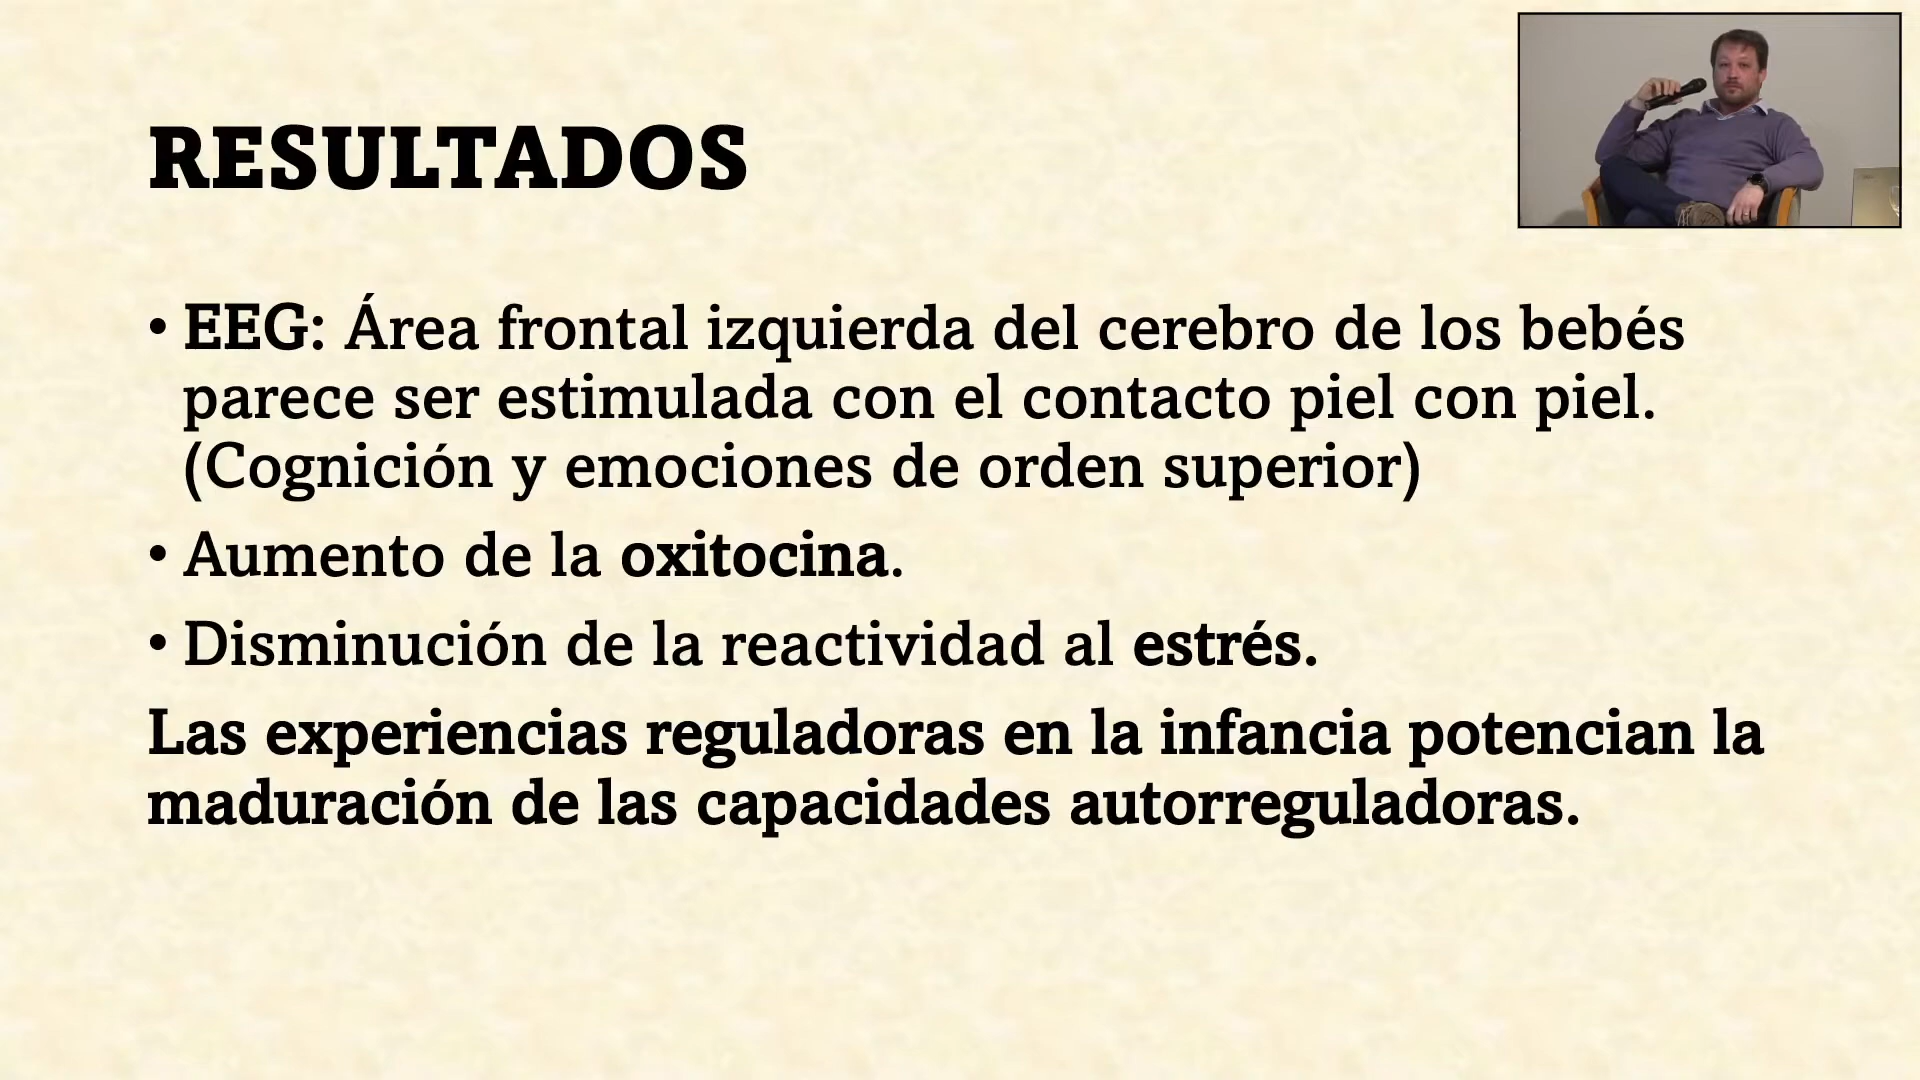 RESULTADOS
• EEG: Área frontal izquierda del cerebro de los bebés
parece ser estimulada con el contacto piel con piel.
(Cognición y emociones de orden superior)
• Aumento de la oxitocina.
• Disminución de la reactividad al estrés.
Las experiencias reguladoras en la infancia potencian la
maduración de las capacidades autorreguladoras.